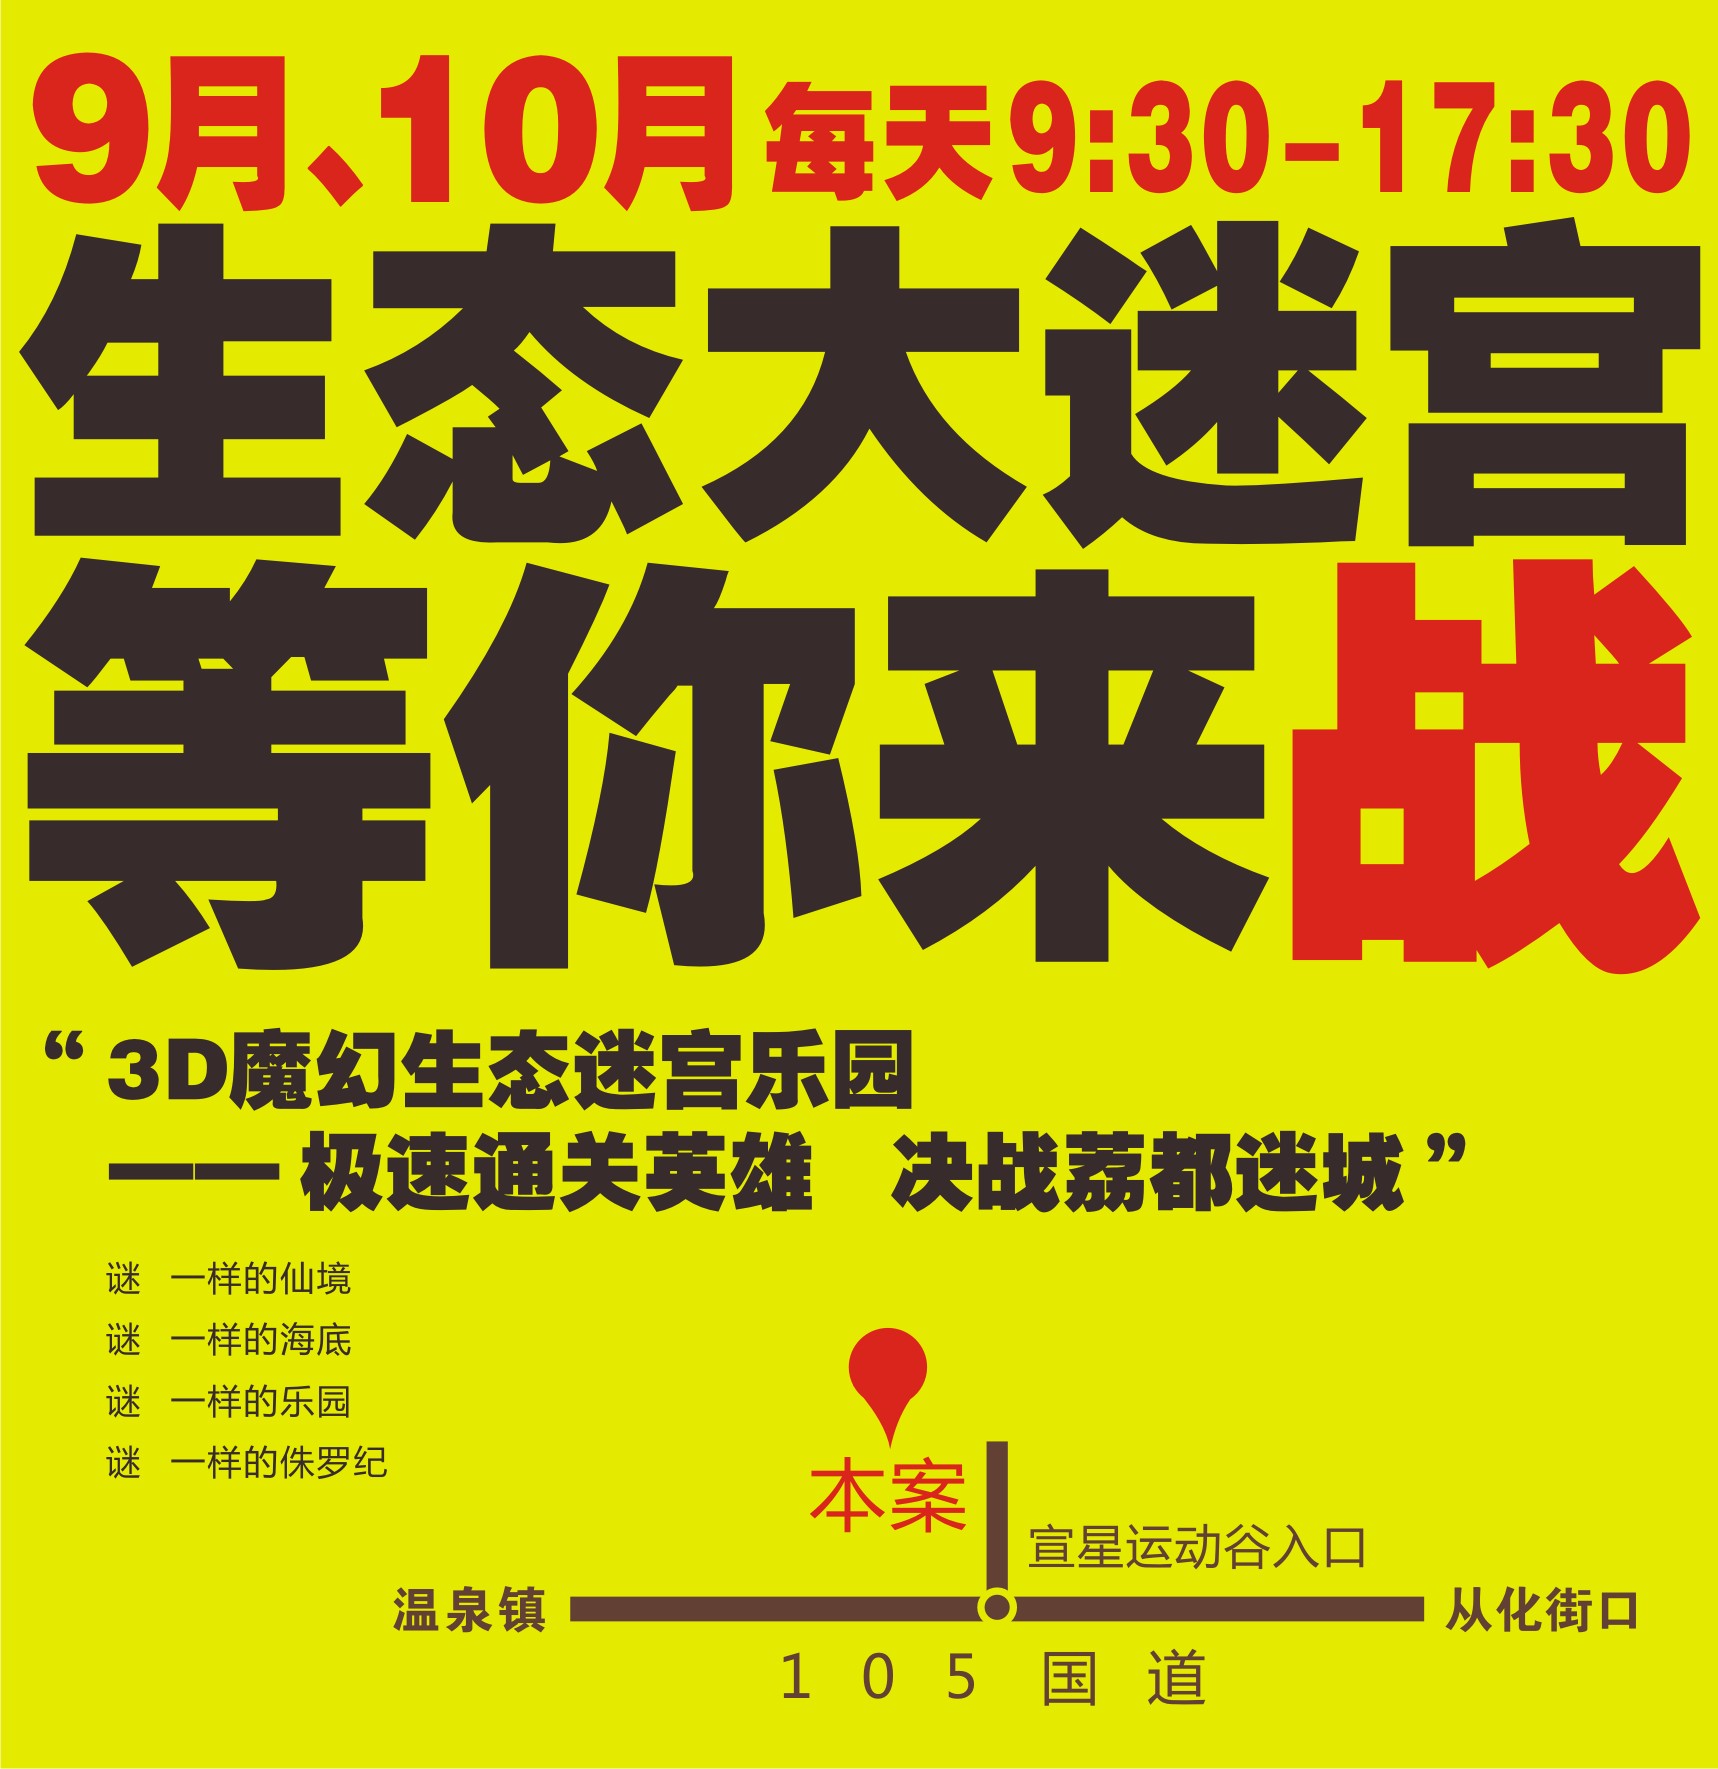 9月、10月 每天9:30-17:30
生态大迷宫
等你来战
“3D魔幻生态迷宫乐园
—— 极速通关英雄 决战荔都迷城”
谜 一样的仙境
谜 一样的海底
谜 一样的乐园
谜 一样的侏罗纪
本案
宣星运动谷入口
温泉镇
从化街口
105国道